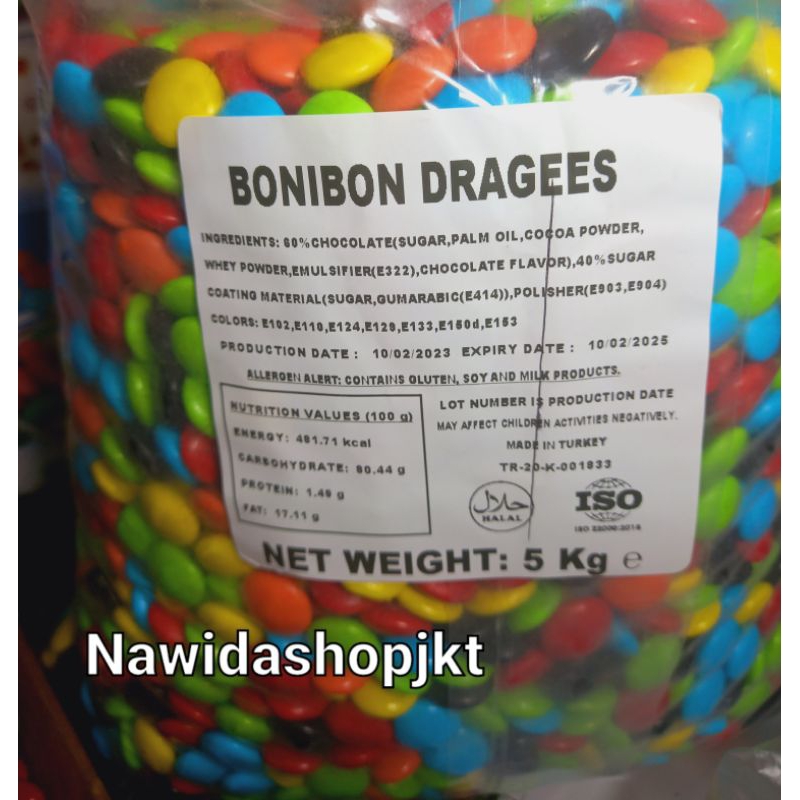 BONIBON DRAGEES
INGREDIENTS: 60%CHOCOLATE(SUGAR,PALM OIL,COCOA POWDER,
WHEY POWDER,EMULSIFIER(E322),CHOCOLATE FLAVOR),40%SUGAR
COATING MATERIAL(SUGAR,GUMARABIC(E414)),POLISHER(E903,E904)
COLORS: E102,E110,E124,E129,E133,E150d,E153
PRODUCTION DATE : 10/02/2023 EXPIRY DATE : 10/02/2025
ALLERGEN ALERT: CONTAINS GLUTEN, SOY AND MILK PRODUCTS.
NUTRITION VALUES (100 g)
ENERGY: 481.71 kcal
CARBOHYDRATE: 80.44 g
PROTEIN: 1.49 g
FAT: 17.11 g
LOT NUMBER IS PRODUCTION DATE
MAY AFFECT CHILDREN ACTIVITIES NEGATIVELY.
MADE IN TURKEY
TR-20-K-001833
حلال
HALAL
ISO
NET WEIGHT: 5 Kg e
Nawidashopjkt